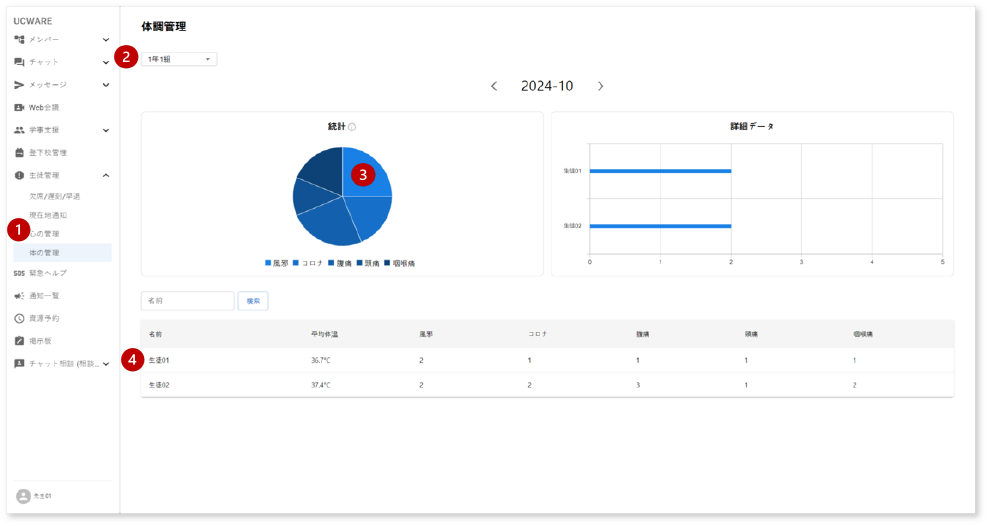 UCWARE
メンバー
チャット
メッセージ
Web会議
学事支援
登下校管理
生徒管理
欠席/遅刻/早退
現在地通知
1
心の管理
体の管理
SOS 緊急ヘルプ
通知一覧
資源予約
掲示板
チャット相談 (相談...
先生01
体調管理
2
1年1組
2024-10
統計
3
風邪 コロナ 腹痛 頭痛 咽喉痛
詳細データ
生徒01
生徒02
0 1 2 3 4 5
名前 検索
名前 平均体温 風邪 コロナ 腹痛 頭痛 咽喉痛
4
生徒01 36.7°C 2 1 1 1 1
生徒02 37.4°C 2 2 3 1 2